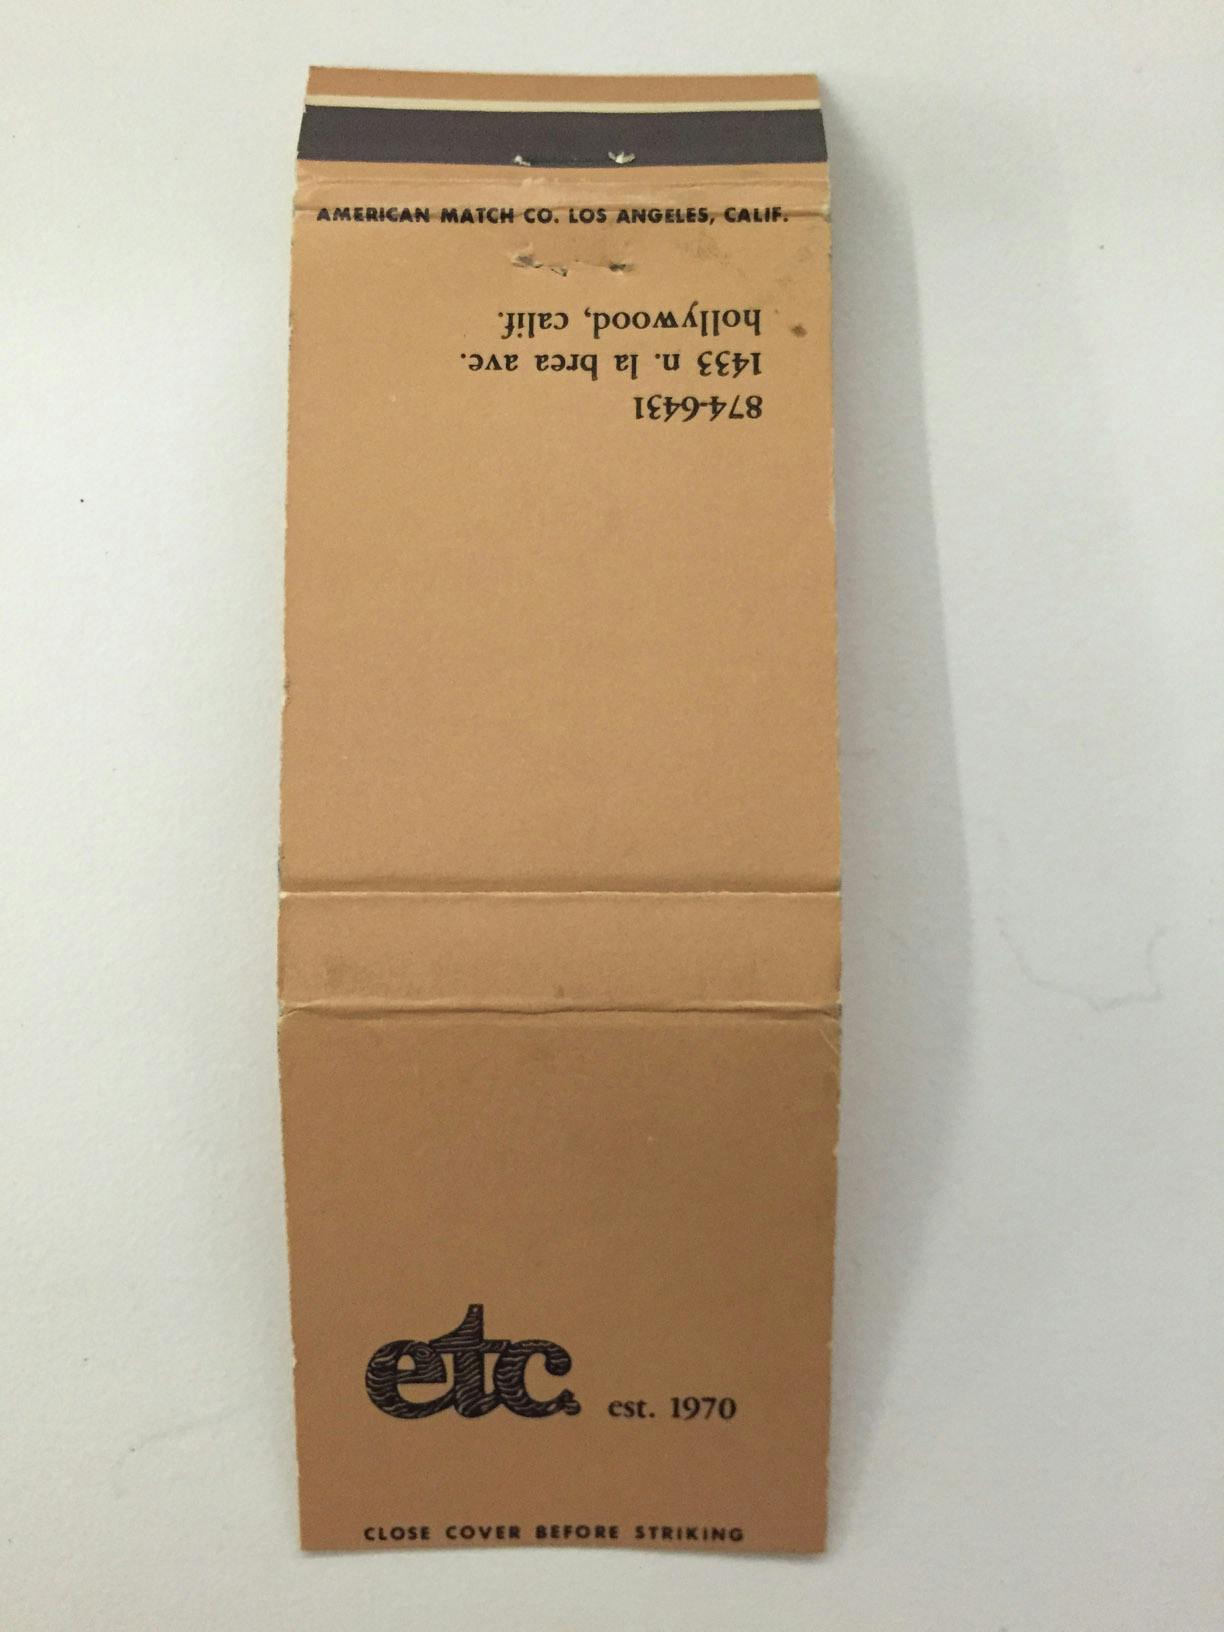 AMERICAN MATCH CO. LOS ANGELES, CALIF.
874-6431
1433 n. la brea ave.
hollywood, calif.
etc. est. 1970
CLOSE COVER BEFORE STRIKING